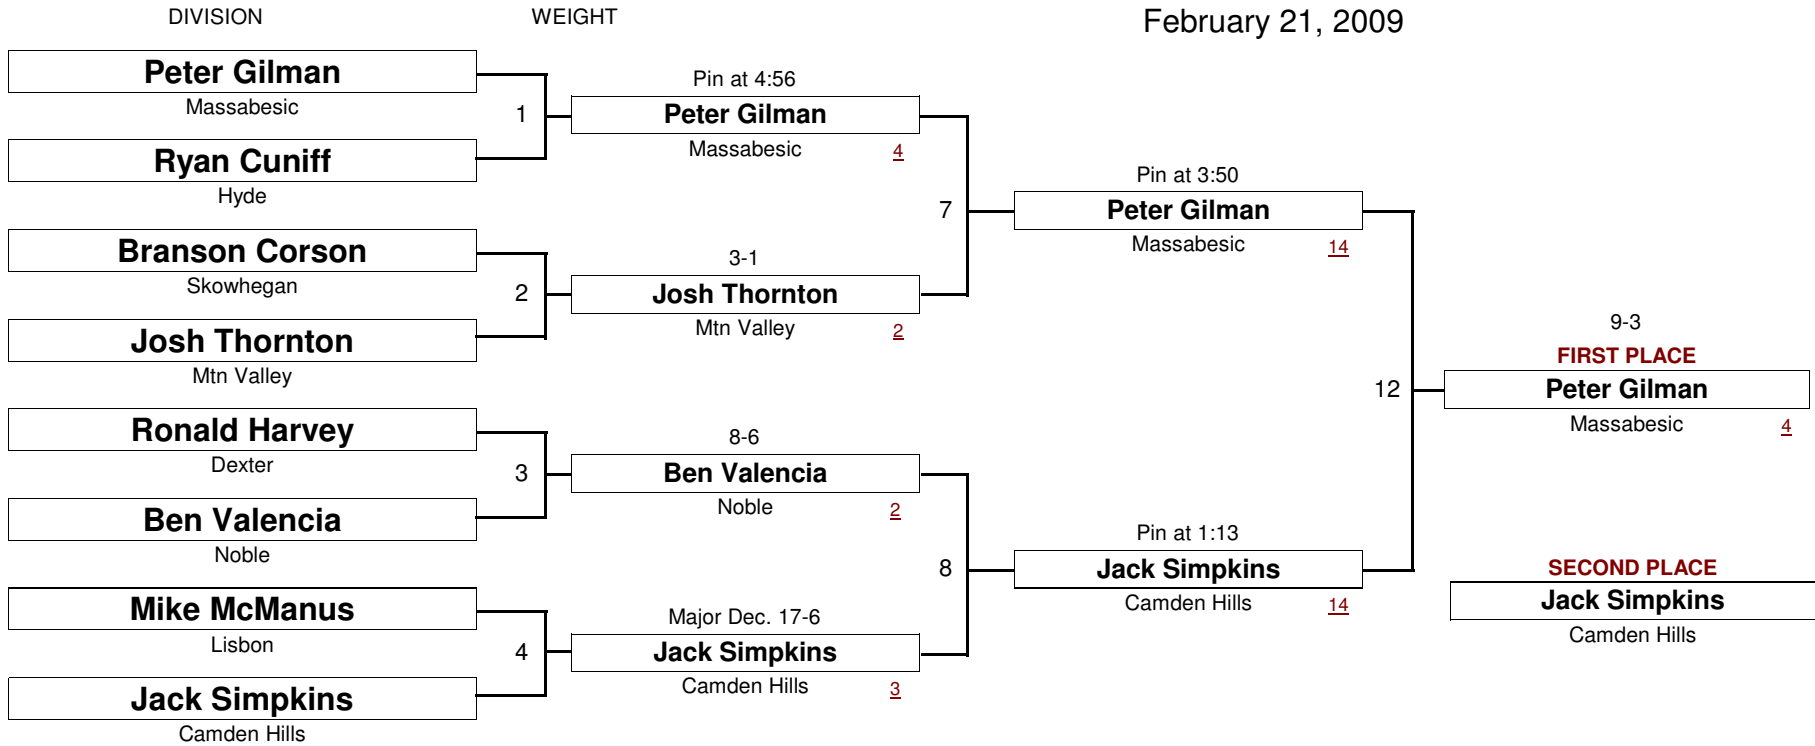 DIVISION
WEIGHT
February 21, 2009
Peter Gilman
Massabesic
1
Ryan Cuniff
Hyde
Branson Corson
Skowhegan
2
Josh Thornton
Mtn Valley
Ronald Harvey
Dexter
3
Ben Valencia
Noble
Mike McManus
Lisbon
4
Jack Simpkins
Camden Hills
Pin at 4:56
Peter Gilman
Massabesic 4
7
3-1
Josh Thornton
Mtn Valley 2
8-6
Ben Valencia
Noble 2
8
Major Dec. 17-6
Jack Simpkins
Camden Hills 3
Pin at 3:50
Peter Gilman
Massabesic 14
12
Pin at 1:13
Jack Simpkins
Camden Hills 14
9-3
FIRST PLACE
Peter Gilman
Massabesic 4
SECOND PLACE
Jack Simpkins
Camden Hills